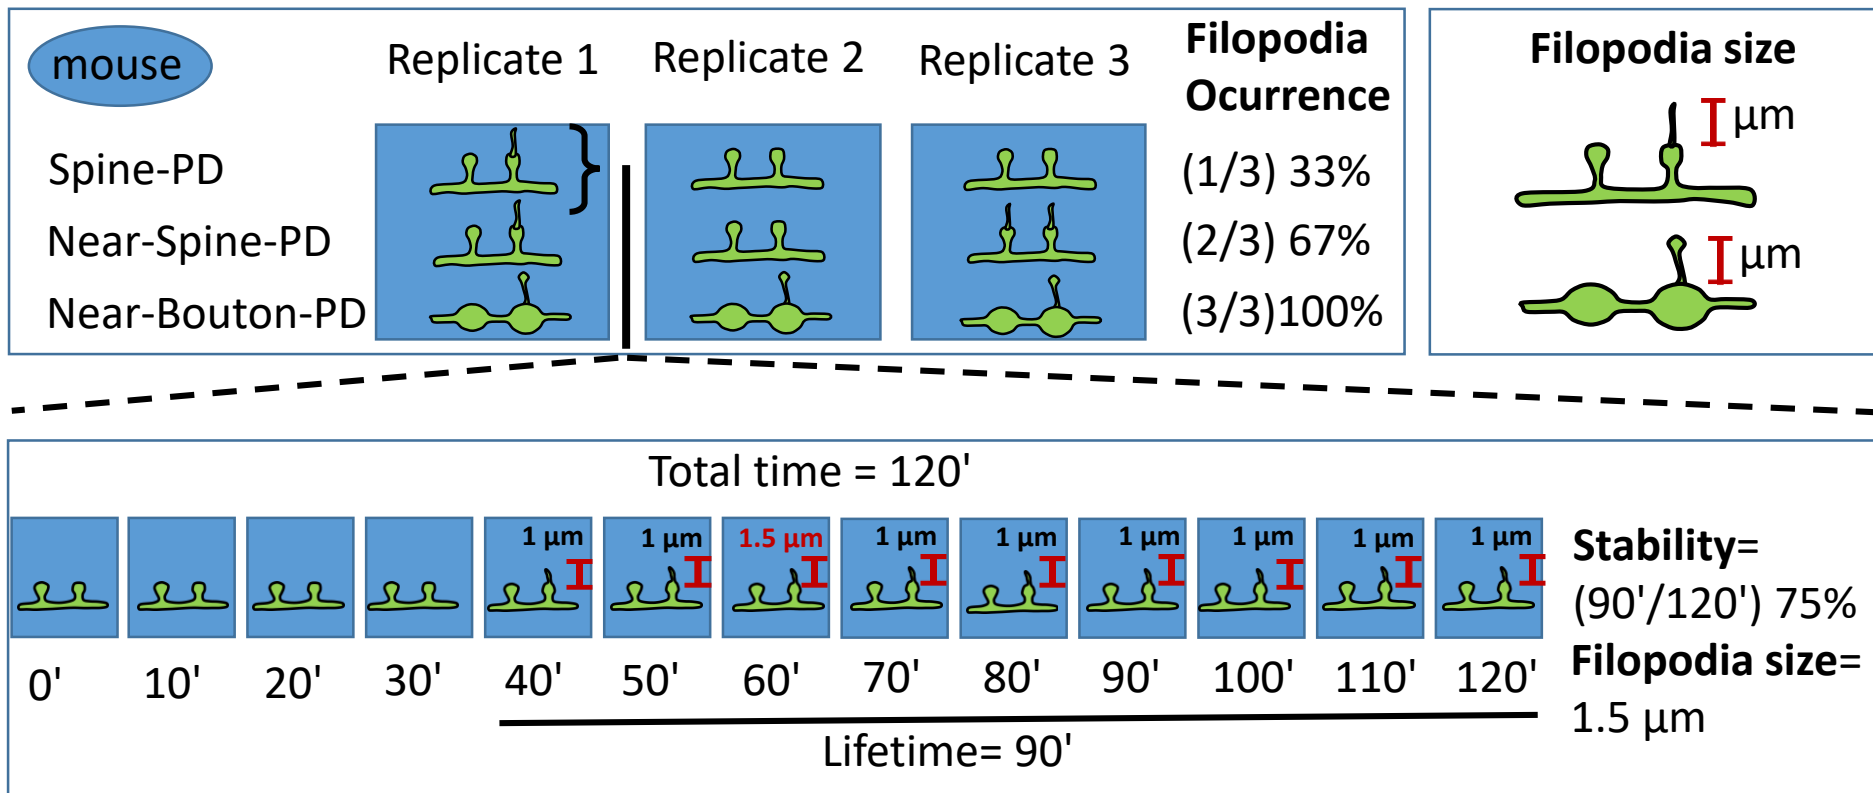 mouse
Replicate 1
Replicate 2
Replicate 3
Filopodia
Ocurrence
Spine-PD
(1/3) 33%
Near-Spine-PD
(2/3) 67%
Near-Bouton-PD
(3/3)100%
Filopodia size
µm
µm
Total time = 120'
1 µm
1 µm
1.5 µm
1 µm
1 µm
1 µm
1 µm
1 µm
1 µm
0'
10'
20'
30'
40'
50'
60'
70'
80'
90'
100'
110'
120'
Lifetime= 90'
Stability=
(90'/120') 75%
Filopodia size=
1.5 µm